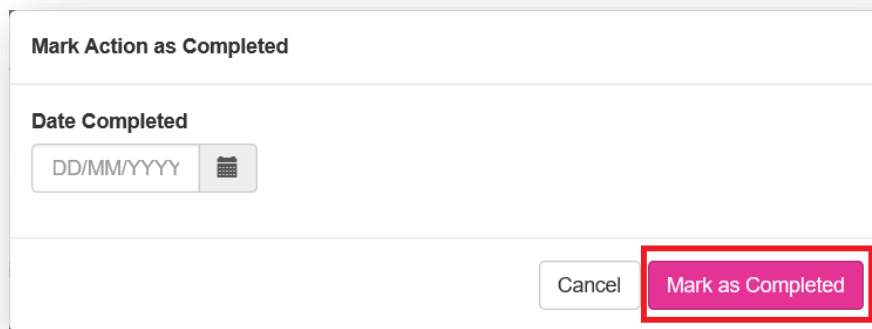 Mark Action as Completed
Date Completed
DD/MM/YYYY
Cancel Mark as Completed